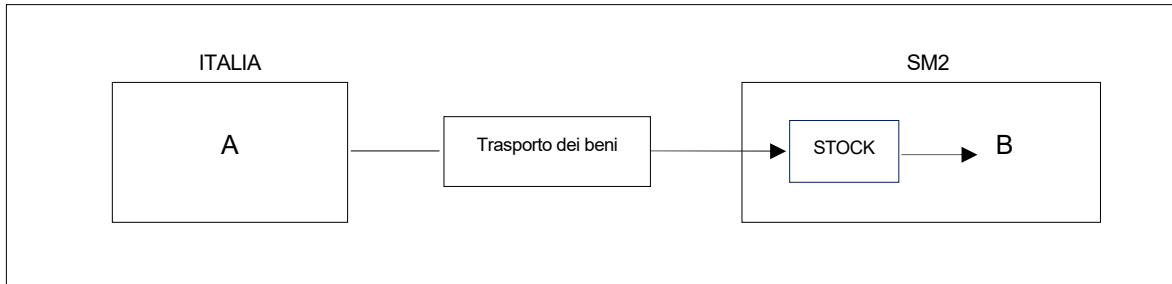 ITALIA
SM2
A
Trasporto dei beni
STOCK
B